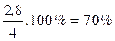 2,8/4 .100% = 70%